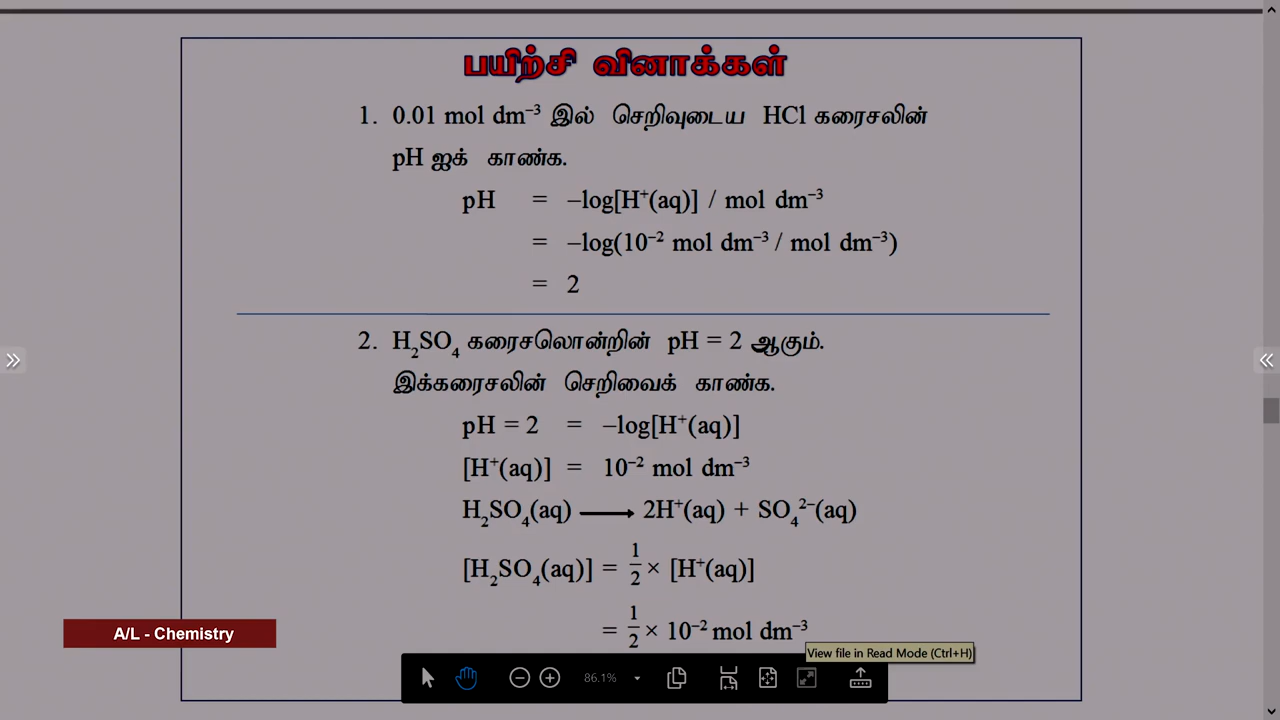 பயிற்சி வினாக்கள்
1. 0.01 mol dm⁻³ இல் செறிவுடைய HCl கரைசலின்
pH ஐக் காண்க.
pH = –log[H⁺(aq)] / mol dm⁻³
= –log(10⁻² mol dm⁻³ / mol dm⁻³)
= 2
2. H₂SO₄ கரைசலொன்றின் pH = 2 ஆகும்.
இக்கரைசலின் செறிவைக் காண்க.
pH = 2 = –log[H⁺(aq)]
[H⁺(aq)] = 10⁻² mol dm⁻³
H₂SO₄(aq) ⟶ 2H⁺(aq) + SO₄²⁻(aq)
[H₂SO₄(aq)] = 1/2 × [H⁺(aq)]
= 1/2 × 10⁻² mol dm⁻³
A/L - Chemistry
View file in Read Mode (Ctrl+H)
86.1%